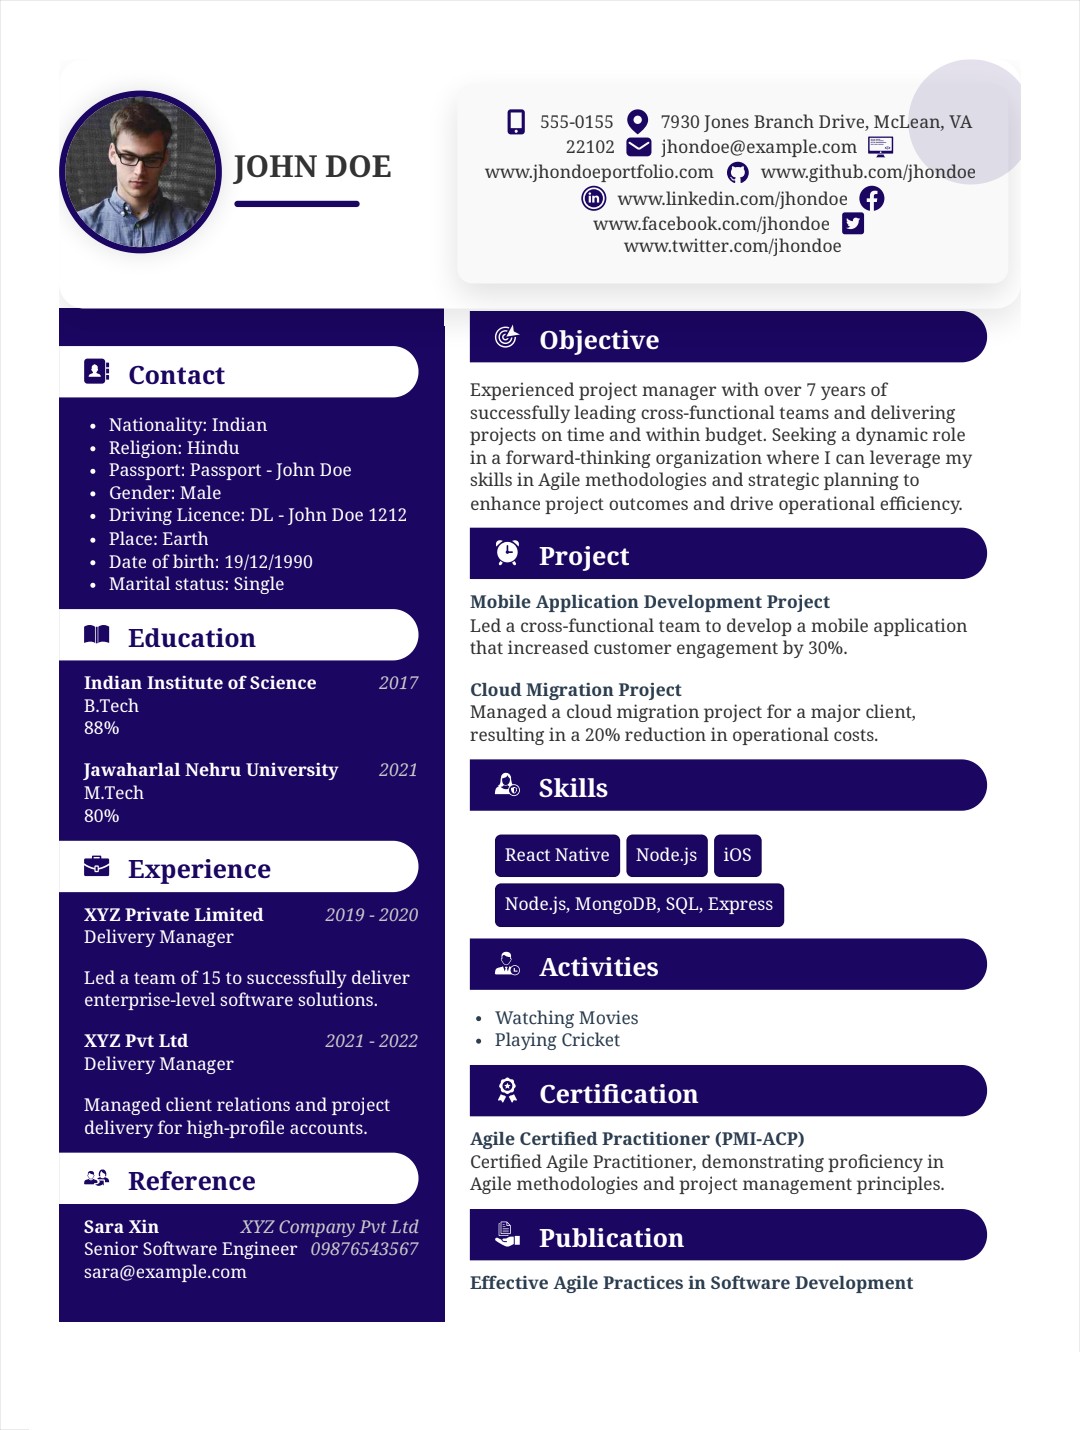 JOHN DOE
555-0155 7930 Jones Branch Drive, McLean, VA
22102 jhondoe@example.com
www.jhondoeportfolio.com www.github.com/jhondoe
www.linkedin.com/jhondoe
www.facebook.com/jhondoe
www.twitter.com/jhondoe
Contact
• Nationality: Indian
• Religion: Hindu
• Passport: Passport - John Doe
• Gender: Male
• Driving Licence: DL - John Doe 1212
• Place: Earth
• Date of birth: 19/12/1990
• Marital status: Single
Education
Indian Institute of Science 2017
B.Tech
88%
Jawaharlal Nehru University 2021
M.Tech
80%
Experience
XYZ Private Limited 2019 - 2020
Delivery Manager
Led a team of 15 to successfully deliver
enterprise-level software solutions.
XYZ Pvt Ltd 2021 - 2022
Delivery Manager
Managed client relations and project
delivery for high-profile accounts.
Reference
Sara Xin XYZ Company Pvt Ltd
Senior Software Engineer 09876543567
sara@example.com
Objective
Experienced project manager with over 7 years of
successfully leading cross-functional teams and delivering
projects on time and within budget. Seeking a dynamic role
in a forward-thinking organization where I can leverage my
skills in Agile methodologies and strategic planning to
enhance project outcomes and drive operational efficiency.
Project
Mobile Application Development Project
Led a cross-functional team to develop a mobile application
that increased customer engagement by 30%.
Cloud Migration Project
Managed a cloud migration project for a major client,
resulting in a 20% reduction in operational costs.
Skills
React Native Node.js iOS
Node.js, MongoDB, SQL, Express
Activities
• Watching Movies
• Playing Cricket
Certification
Agile Certified Practitioner (PMI-ACP)
Certified Agile Practitioner, demonstrating proficiency in
Agile methodologies and project management principles.
Publication
Effective Agile Practices in Software Development